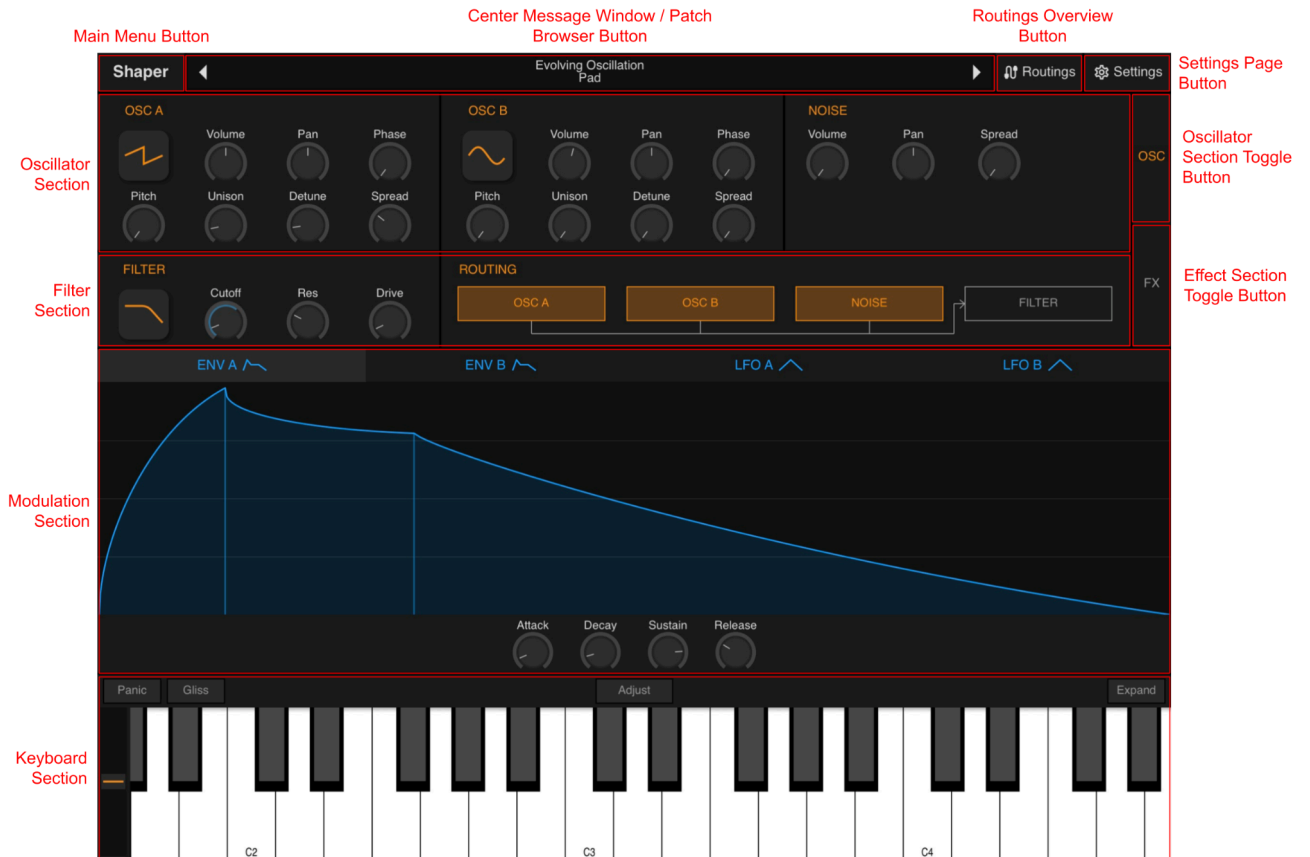 Main Menu Button
Center Message Window / Patch
Browser Button
Routings Overview
Button
Shaper
Evolving Oscillation
Pad
Routings
Settings
Settings Page
Button
Oscillator
Section
OSC A
Volume
Pan
Phase
Pitch
Unison
Detune
Spread
OSC B
Volume
Pan
Phase
Pitch
Unison
Detune
Spread
NOISE
Volume
Pan
Spread
OSC
Oscillator
Section Toggle
Button
Filter
Section
FILTER
Cutoff
Res
Drive
ROUTING
OSC A
OSC B
NOISE
FILTER
FX
Effect Section
Toggle Button
Modulation
Section
ENV A
ENV B
LFO A
LFO B
Attack
Decay
Sustain
Release
Keyboard
Section
Panic
Gliss
Adjust
Expand
C2
C3
C4